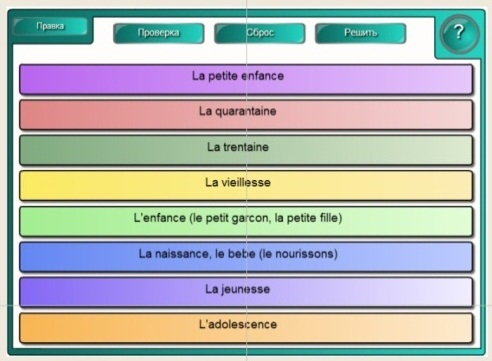 Правка
Проверка
Сброс
Решить
?
La petite enfance
La quarantaine
La trentaine
La vieillesse
L'enfance (le petit garcon, la petite fille)
La naissance, le bebe (le nourissons)
La jeunesse
L'adolescence